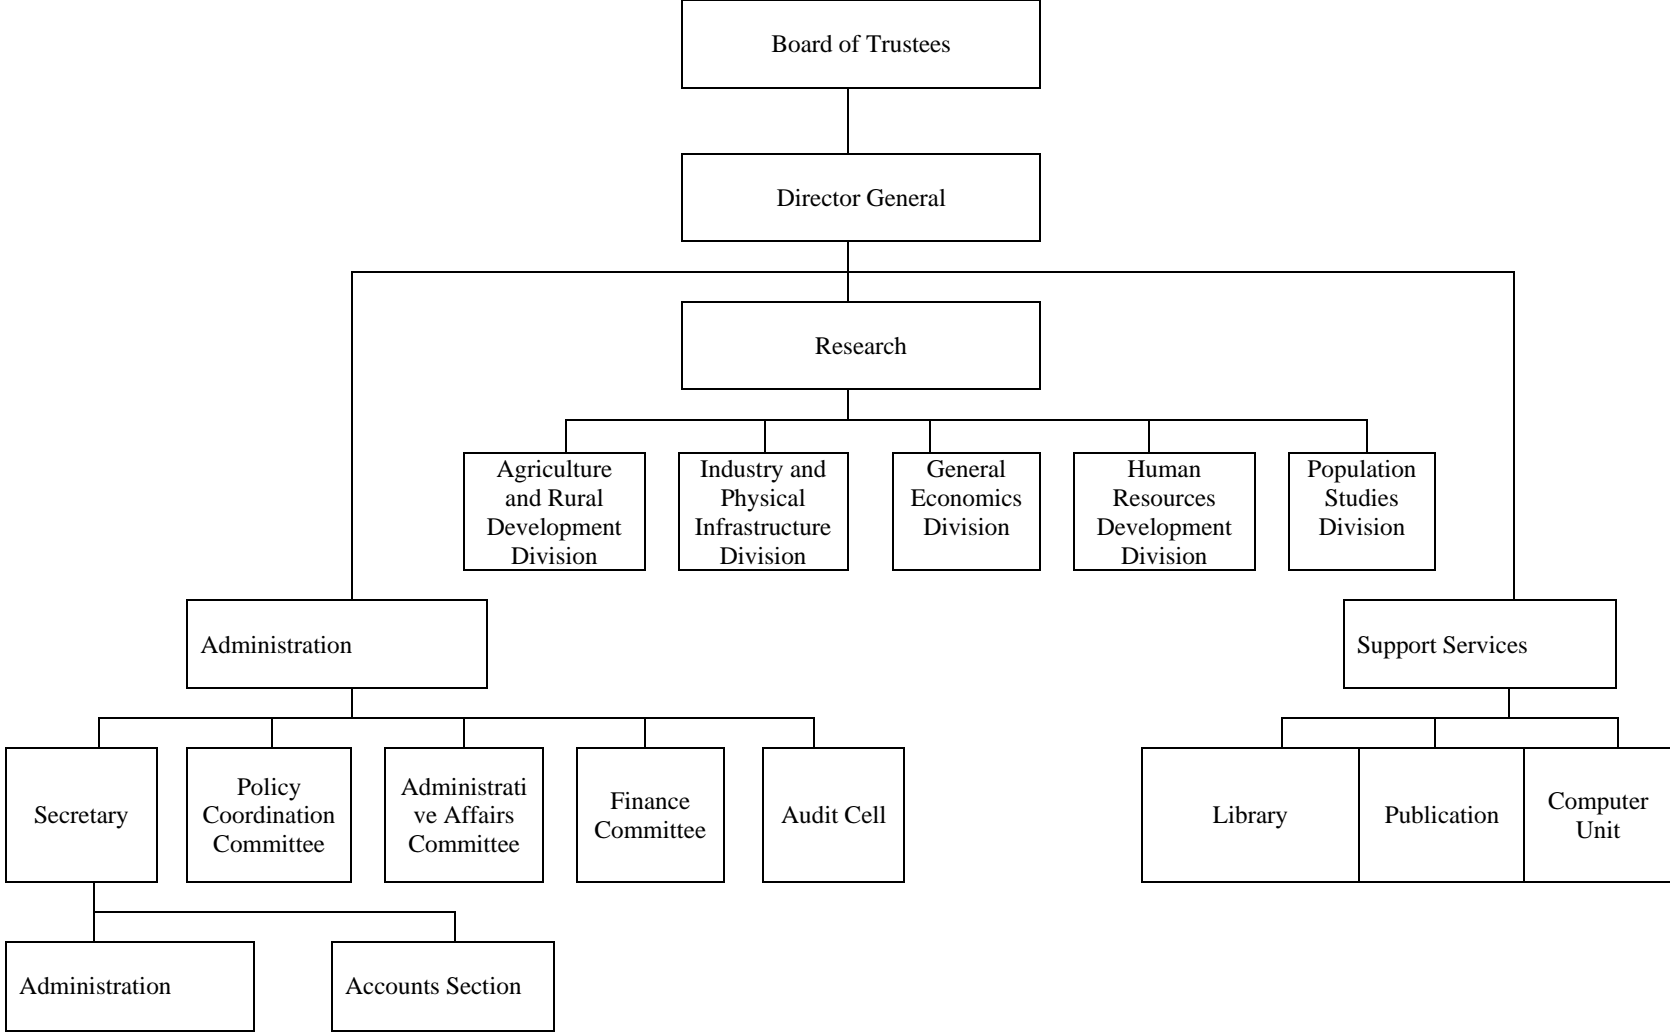 Board of Trustees
Director General
Research
Agriculture
and Rural
Development
Division
Industry and
Physical
Infrastructure
Division
General
Economics
Division
Human
Resources
Development
Division
Population
Studies
Division
Administration
Support Services
Secretary
Policy
Coordination
Committee
Administrati
ve Affairs
Committee
Finance
Committee
Audit Cell
Library
Publication
Computer
Unit
Administration
Accounts Section